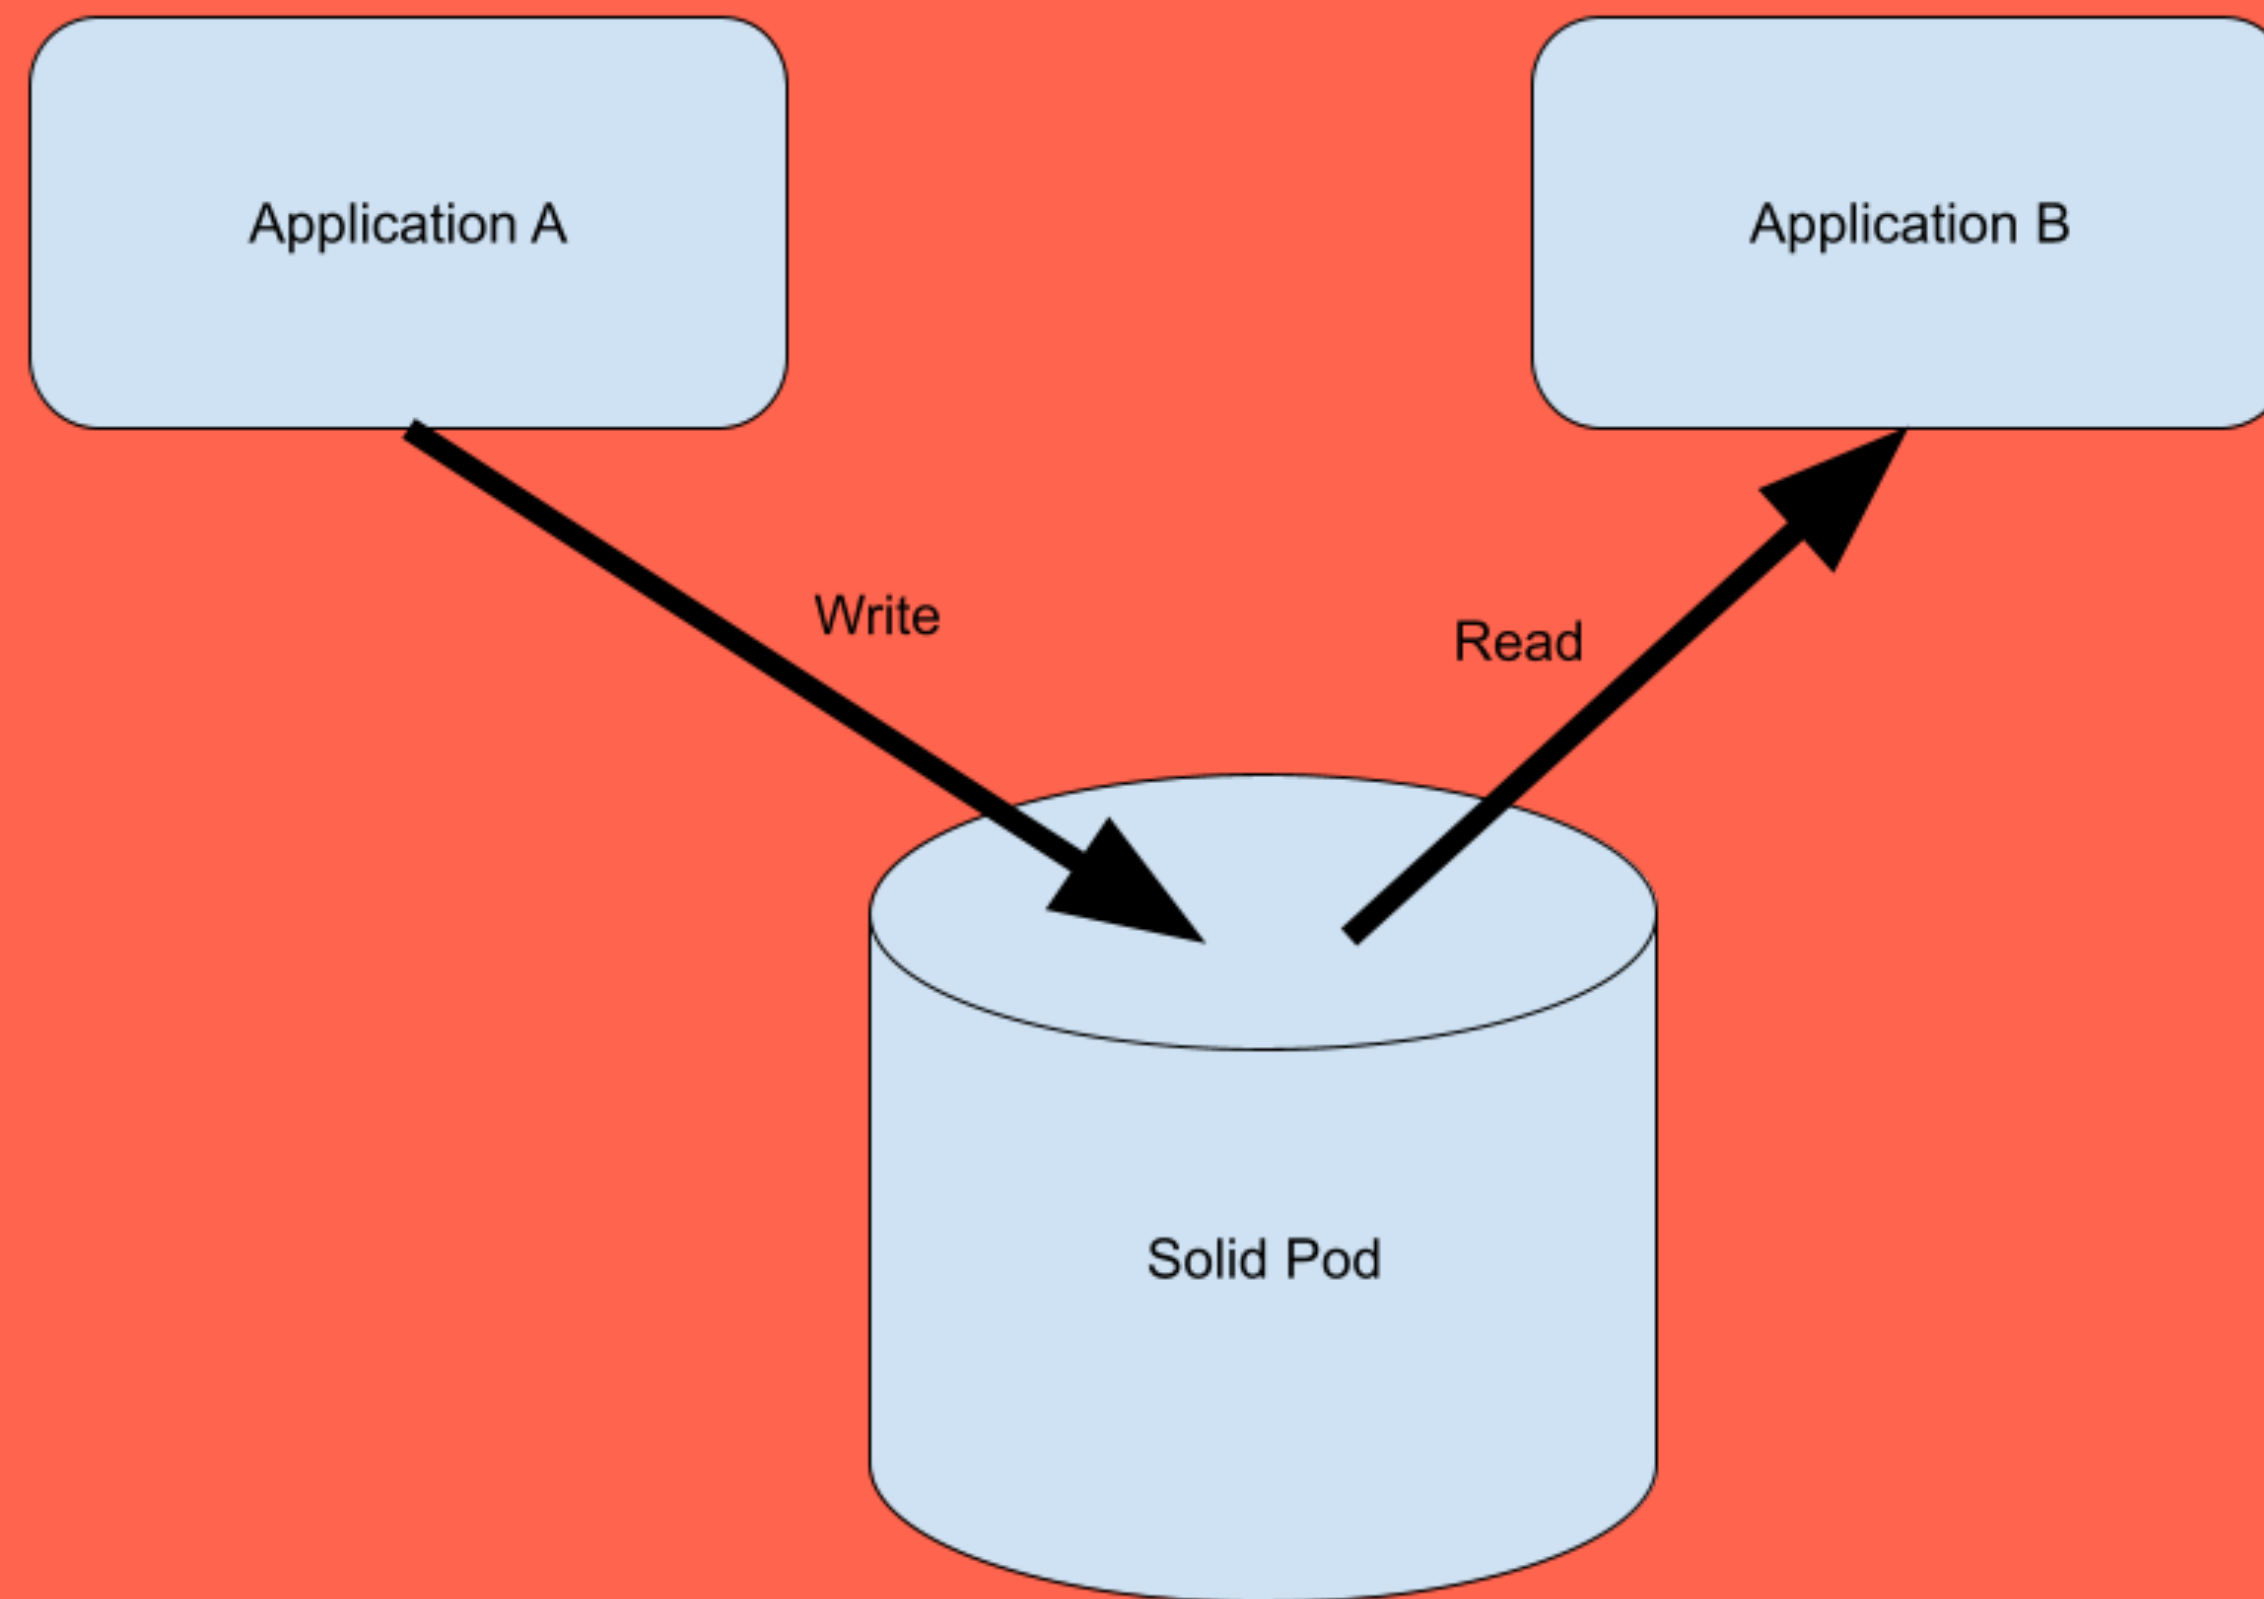 Application A
Application B
Write
Read
Solid Pod